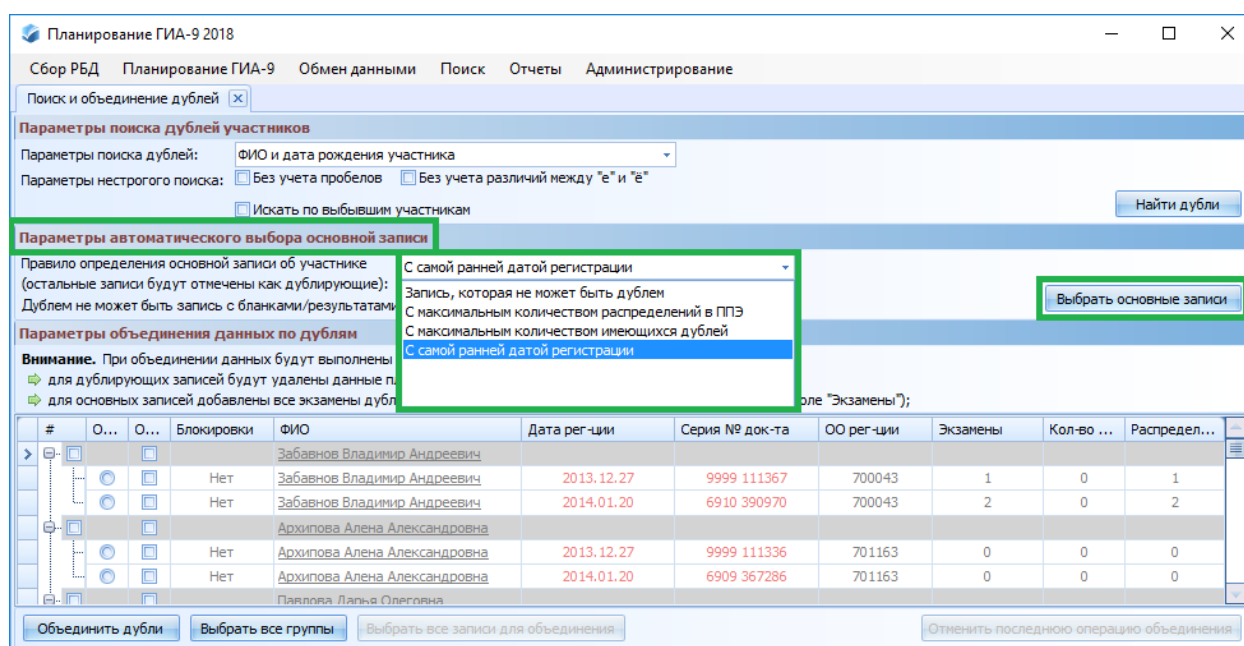 Планирование ГИА-9 2018
Сбор РБД Планирование ГИА-9 Обмен данными Поиск Отчеты Администрирование
Поиск и объединение дублей
Параметры поиска дублей участников
Параметры поиска дублей: ФИО и дата рождения участника
Параметры нестрогого поиска: Без учета пробелов Без учета различий между "е" и "ё"
Искать по выбывшим участникам Найти дубли
Параметры автоматического выбора основной записи
Правило определения основной записи об участнике С самой ранней датой регистрации
(остальные записи будут отмечены как дублирующие):
Запись, которая не может быть дублем
Дублем не может быть запись с бланками/результатами Выбрать основные записи
С максимальным количеством распределений в ППЭ
С максимальным количеством имеющихся дублей
Параметры объединения данных по дублям
С самой ранней датой регистрации
Внимание. При объединении данных будут выполнены
для дублирующих записей будут удалены данные
для основных записей добавлены все экзамены "Экзамены");
# О... О... Блокировки ФИО Дата рег-ции Серия № док-та ОО рег-ции Экзамены Кол-во ... Распредел...
Забавнов Владимир Андреевич
Нет Забавнов Владимир Андреевич 2013.12.27 9999 111367 700043 1 0 1
Нет Забавнов Владимир Андреевич 2014.01.20 6910 390970 700043 2 0 2
Архипова Алена Александровна
Нет Архипова Алена Александровна 2013.12.27 9999 111336 701163 0 0 0
Нет Архипова Алена Александровна 2014.01.20 6909 367286 701163 0 0 0
Павлова Дарья Олеговна
Объединить дубли Выбрать все группы Выбрать все записи для объединения Отменить последнюю операцию объединения